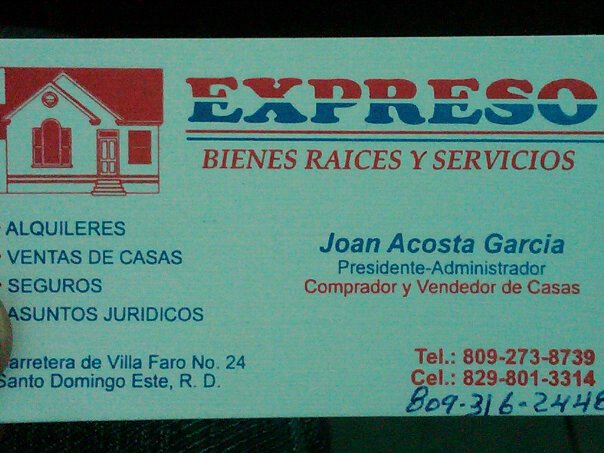 EXPRESO
BIENES RAICES Y SERVICIOS
ALQUILERES
VENTAS DE CASAS
SEGUROS
ASUNTOS JURIDICOS
Joan Acosta Garcia
Presidente-Administrador
Comprador y Vendedor de Casas
arretera de Villa Faro No. 24
Santo Domingo Este, R. D.
Tel.: 809-273-8739
Cel.: 829-801-3314
809-316-2448